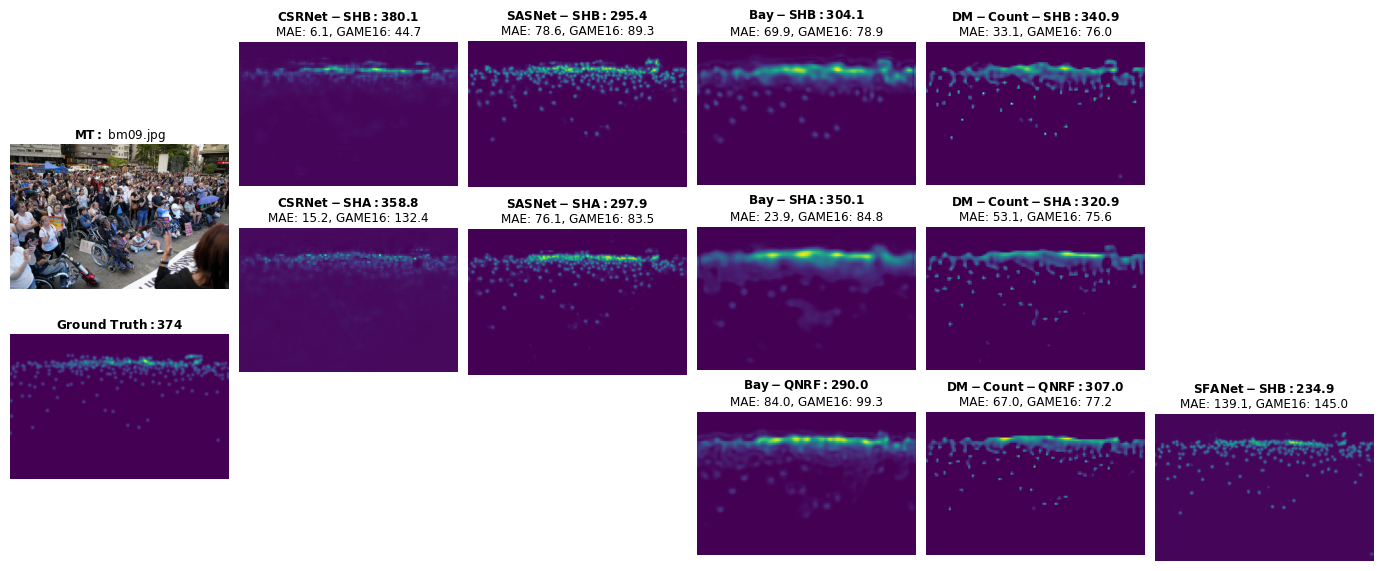 CSRNet−SHB: 380.1
MAE: 6.1, GAME16: 44.7
SASNet−SHB: 295.4
MAE: 78.6, GAME16: 89.3
Bay−SHB: 304.1
MAE: 69.9, GAME16: 78.9
DM−Count−SHB: 340.9
MAE: 33.1, GAME16: 76.0
MT: bm09.jpg
CSRNet−SHA: 358.8
MAE: 15.2, GAME16: 132.4
SASNet−SHA: 297.9
MAE: 76.1, GAME16: 83.5
Bay−SHA: 350.1
MAE: 23.9, GAME16: 84.8
DM−Count−SHA: 320.9
MAE: 53.1, GAME16: 75.6
Ground Truth: 374
Bay−QNRF: 290.0
MAE: 84.0, GAME16: 99.3
DM−Count−QNRF: 307.0
MAE: 67.0, GAME16: 77.2
SFANet−SHB: 234.9
MAE: 139.1, GAME16: 145.0